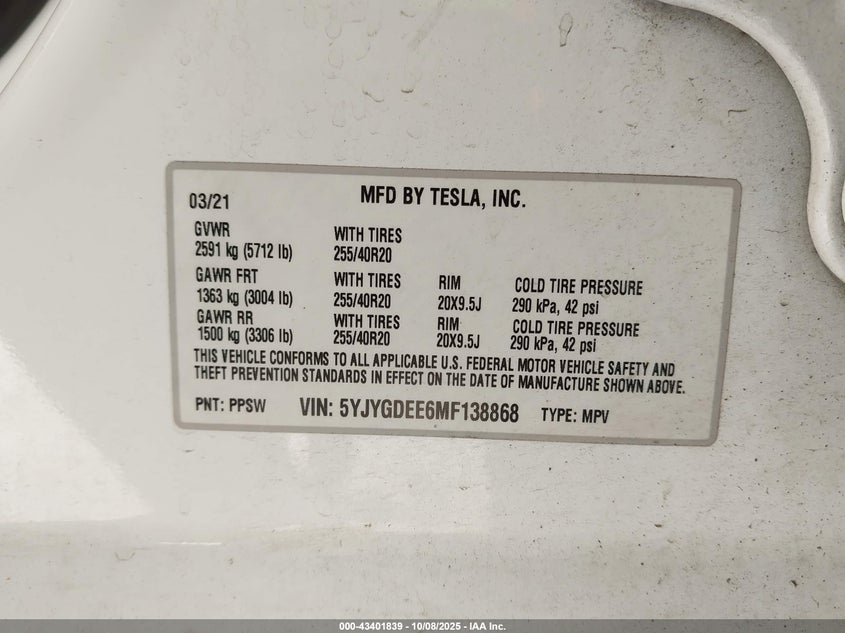 03/21 MFD BY TESLA, INC.
GVWR WITH TIRES
2591 kg (5712 lb) 255/40R20
GAWR FRT WITH TIRES RIM COLD TIRE PRESSURE
1363 kg (3004 lb) 255/40R20 20X9.5J 290 kPa, 42 psi
GAWR RR WITH TIRES RIM COLD TIRE PRESSURE
1500 kg (3306 lb) 255/40R20 20X9.5J 290 kPa, 42 psi
THIS VEHICLE CONFORMS TO ALL APPLICABLE U.S. FEDERAL MOTOR VEHICLE SAFETY AND
THEFT PREVENTION STANDARDS IN EFFECT ON THE DATE OF MANUFACTURE SHOWN ABOVE.
PNT: PPSW VIN: 5YJYGDEE6MF138868 TYPE: MPV
000-43401839 - 10/08/2025 - IAA Inc.